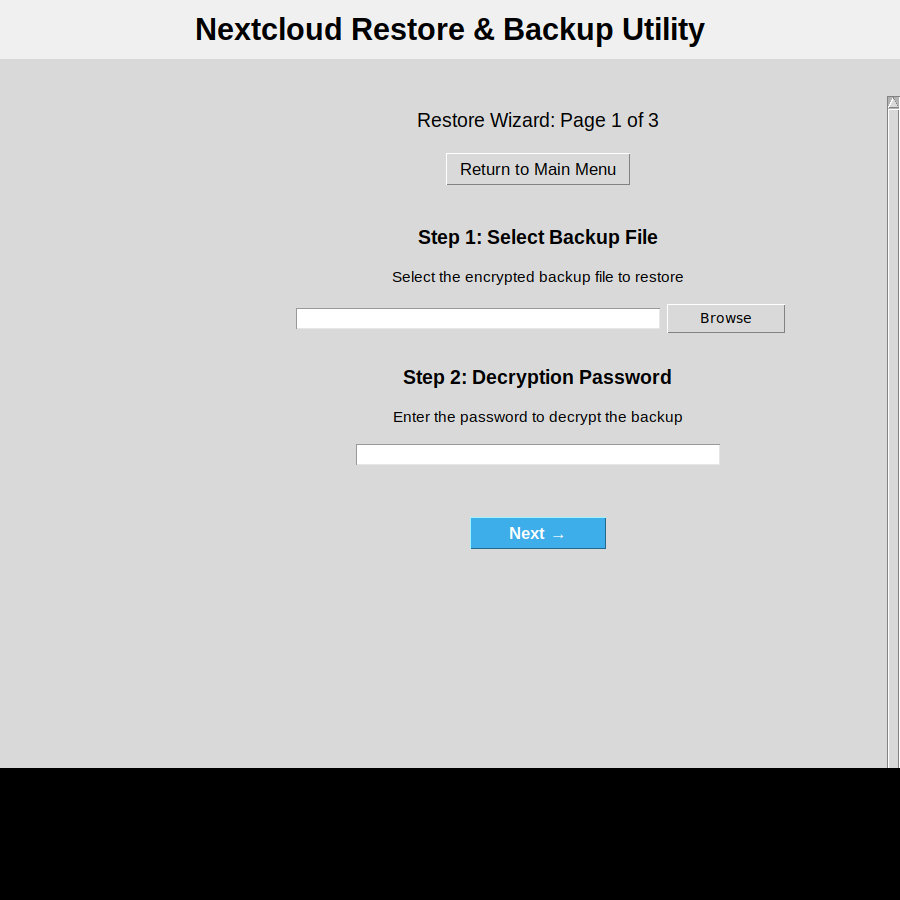 Nextcloud Restore & Backup Utility
Restore Wizard: Page 1 of 3
Return to Main Menu
Step 1: Select Backup File
Select the encrypted backup file to restore
Browse
Step 2: Decryption Password
Enter the password to decrypt the backup
Next →